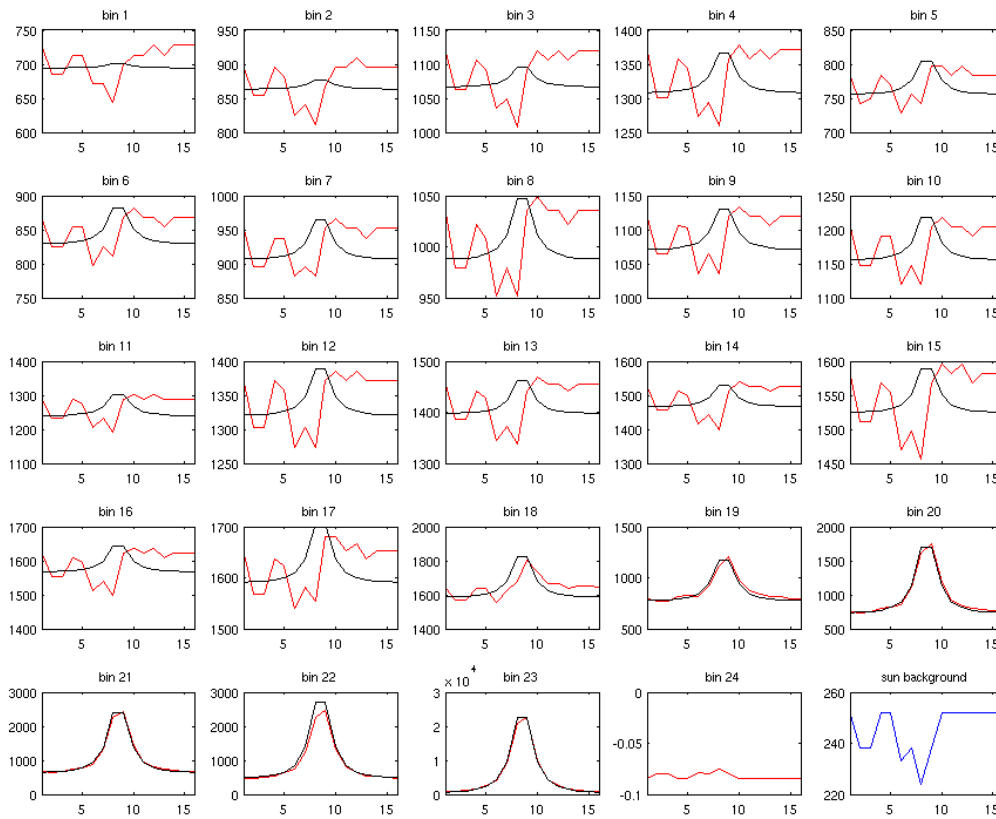 bin 1 bin 2 bin 3 bin 4 bin 5
750 950 1150 1400 850
700 900 1100 1350 800
650 850 1050 1300 750
600 800 1000 1250 700
5 10 15 5 10 15 5 10 15 5 10 15 5 10 15
bin 6 bin 7 bin 8 bin 9 bin 10
900 1000 1050 1150 1250
850 950 1000 1100 1200
800 900 1050 1150
750 850 950 1000 1100
5 10 15 5 10 15 5 10 15 5 10 15 5 10 15
bin 11 bin 12 bin 13 bin 14 bin 15
1400 1400 1500 1600 1600
1300 1350 1400 1500 1550
1200 1300 1400 1500
1100 1250 1300 1300 1450
5 10 15 5 10 15 5 10 15 5 10 15 5 10 15
bin 16 bin 17 bin 18 bin 19 bin 20
1700 1700 2000 1500 2000
1600 1600 1800 1000 1500
1500 1600 1000
1400 1500 1400 500 500
5 10 15 5 10 15 5 10 15 5 10 15 5 10 15
bin 21 bin 22 x 10^4 bin 23 bin 24 sun background
3000 3000 3 0 260
2000 2000 2 -0.05 240
1000 1000 1
0 0 0 -0.1 220
5 10 15 5 10 15 5 10 15 5 10 15 5 10 15